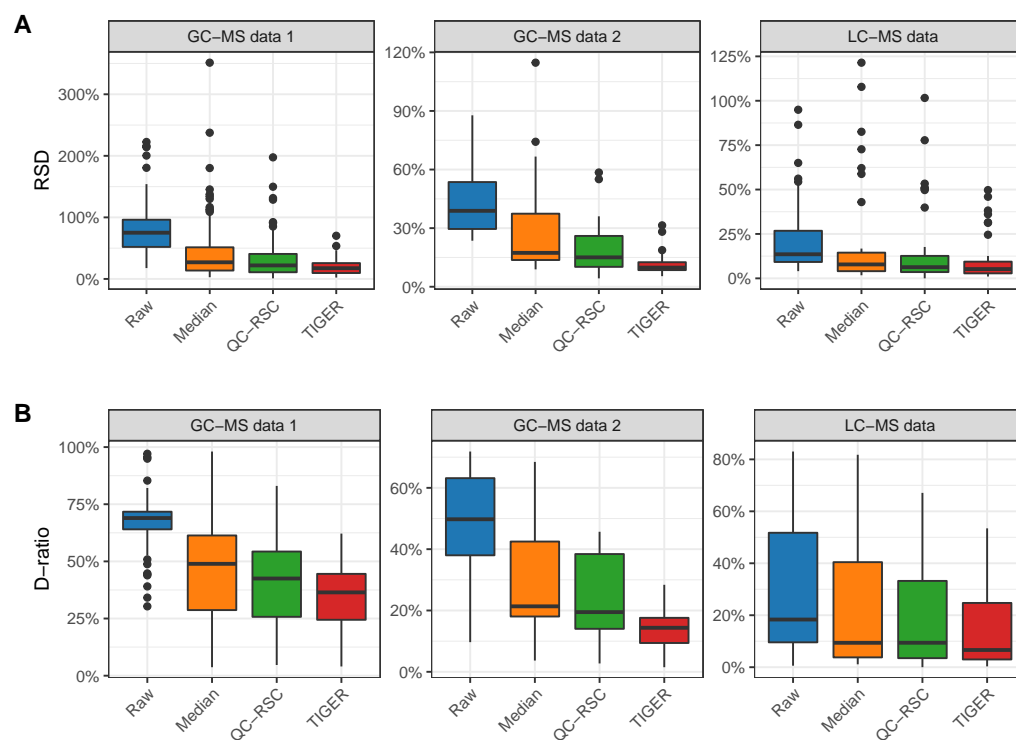 A
GC−MS data 1
GC−MS data 2
LC−MS data
RSD
300%
200%
100%
0%
120%
90%
60%
30%
0%
125%
100%
75%
50%
25%
0%
Raw
Median
QC−RSC
TIGER
Raw
Median
QC−RSC
TIGER
Raw
Median
QC−RSC
TIGER
B
GC−MS data 1
GC−MS data 2
LC−MS data
D−ratio
100%
75%
50%
25%
0%
60%
40%
20%
0%
80%
60%
40%
20%
0%
Raw
Median
QC−RSC
TIGER
Raw
Median
QC−RSC
TIGER
Raw
Median
QC−RSC
TIGER